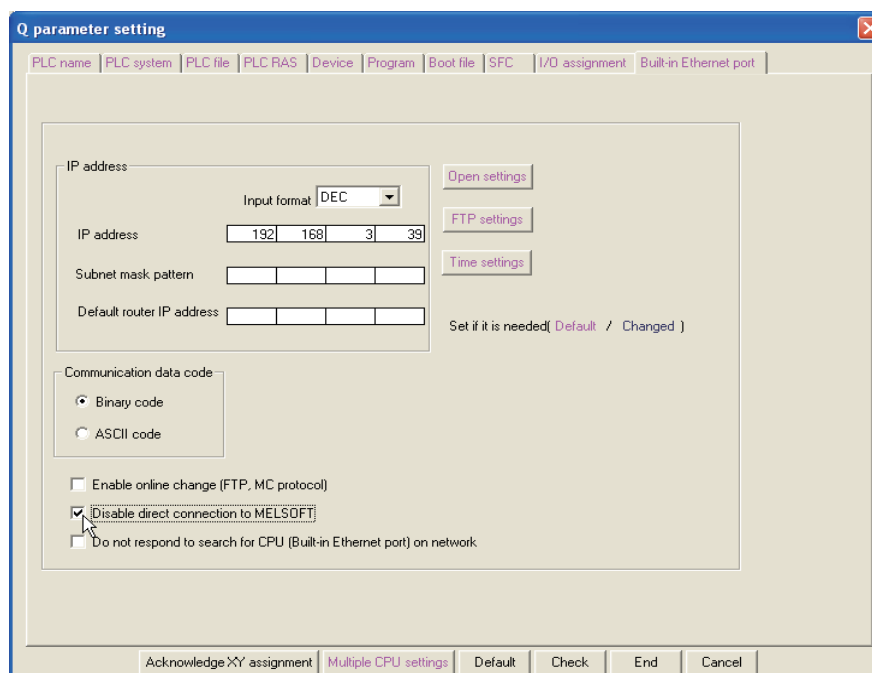 Q parameter setting
PLC name PLC system PLC file PLC RAS Device Program Boot file SFC I/O assignment Built-in Ethernet port
IP address
Input format DEC
IP address 192 168 3 39
Subnet mask pattern
Default router IP address
Open settings
FTP settings
Time settings
Set if it is needed( Default / Changed )
Communication data code
Binary code
ASCII code
Enable online change (FTP, MC protocol)
Disable direct connection to MELSOFT
Do not respond to search for CPU (Built-in Ethernet port) on network
Acknowledge XY assignment Multiple CPU settings Default Check End Cancel